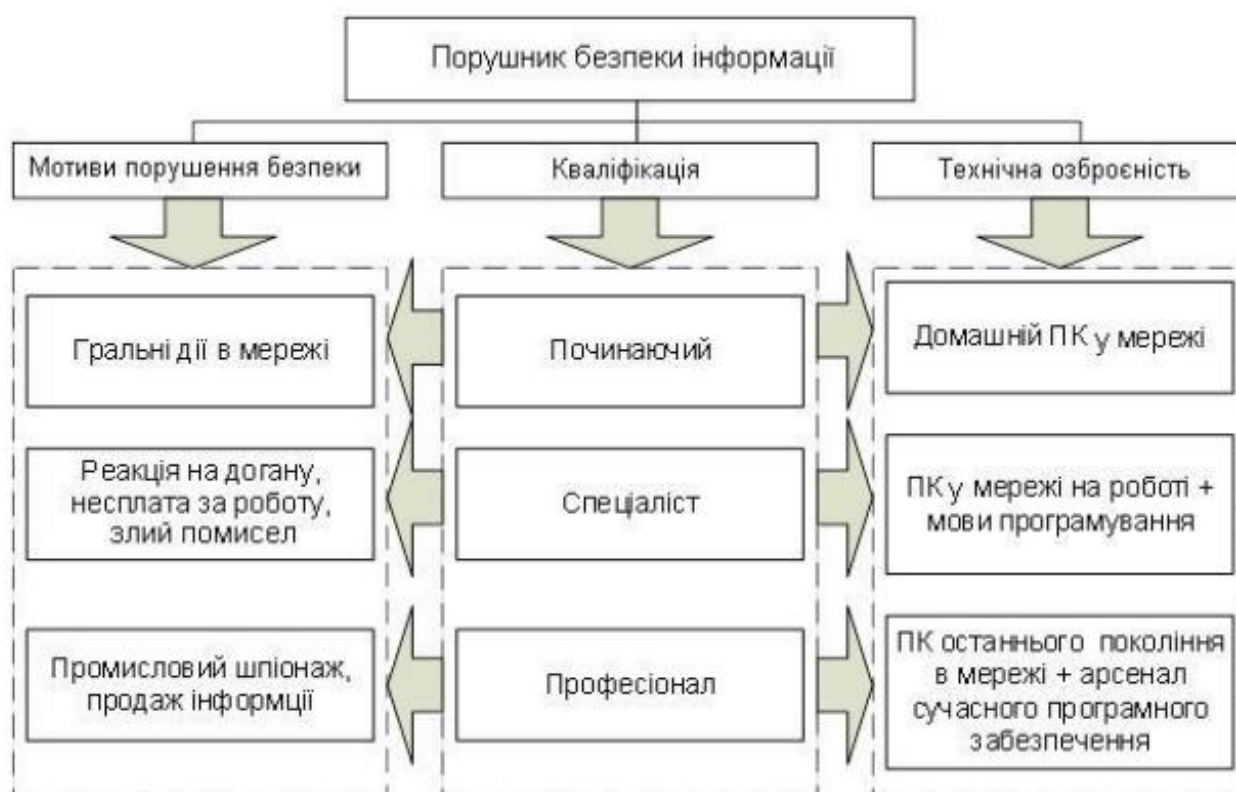 Порушник безпеки інформації
Мотиви порушення безпеки
Кваліфікація
Технічна озброєність
Гральні дії в мережі
Починаючий
Домашній ПК у мережі
Реакція на догану,
несплата за роботу,
злий помисел
Спеціаліст
ПК у мережі на роботі +
мови програмування
Промисловий шпіонаж,
продаж інформції
Професіонал
ПК останнього покоління
в мережі + арсенал
сучасного програмного
забезпечення